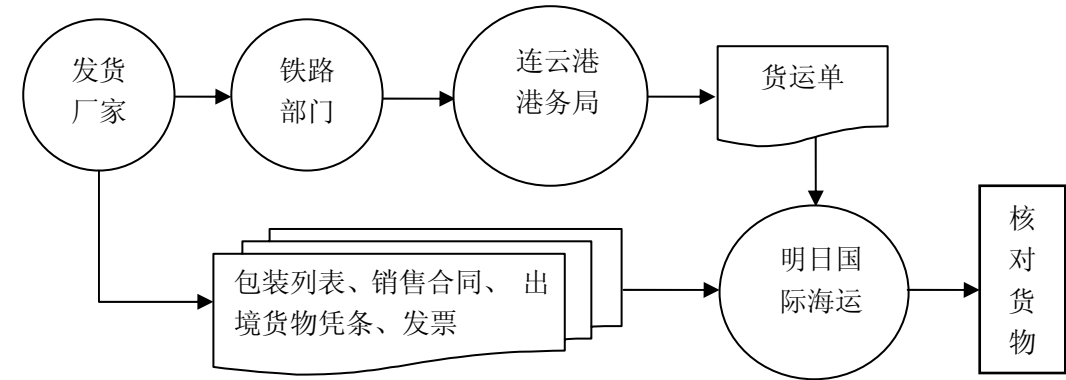 发货
厂家
铁路
部门
连云港
港务局
货运单
包装列表、销售合同、 出
境货物凭条、发票
明日国
际海运
核
对
货
物